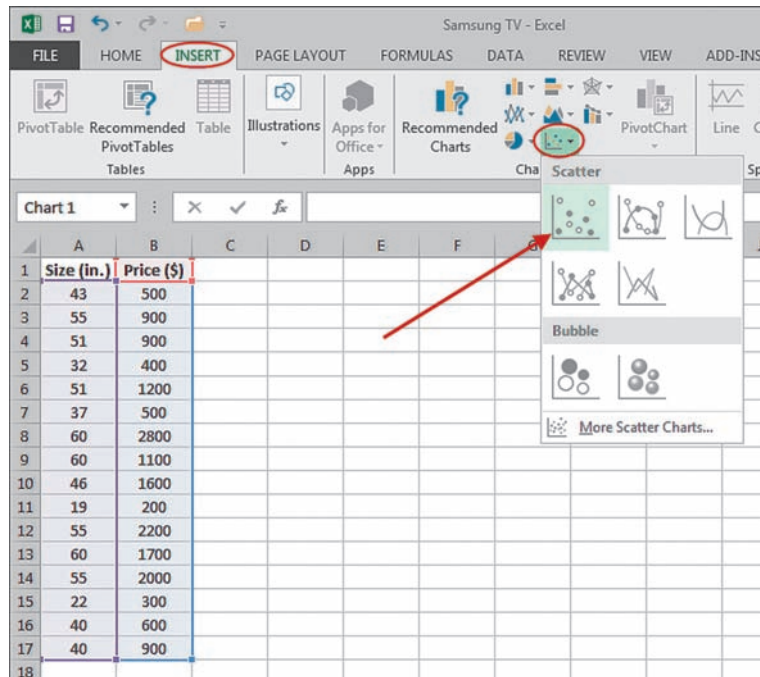 Samsung TV - Excel
FILE HOME INSERT PAGE LAYOUT FORMULAS DATA REVIEW VIEW ADD-INS
PivotTable Recommended PivotTables Table Illustrations Apps for Office Recommended Charts PivotChart Line
Tables Apps Cha Sp
Scatter
Chart 1 fx
A B C D E F G
1 Size (in.) Price ($)
2 43 500
3 55 900
4 51 900
5 32 400
6 51 1200
7 37 500
8 60 2800
9 60 1100
10 46 1600
11 19 200
12 55 2200
13 60 1700
14 55 2000
15 22 300
16 40 600
17 40 900
18
Bubble
More Scatter Charts...